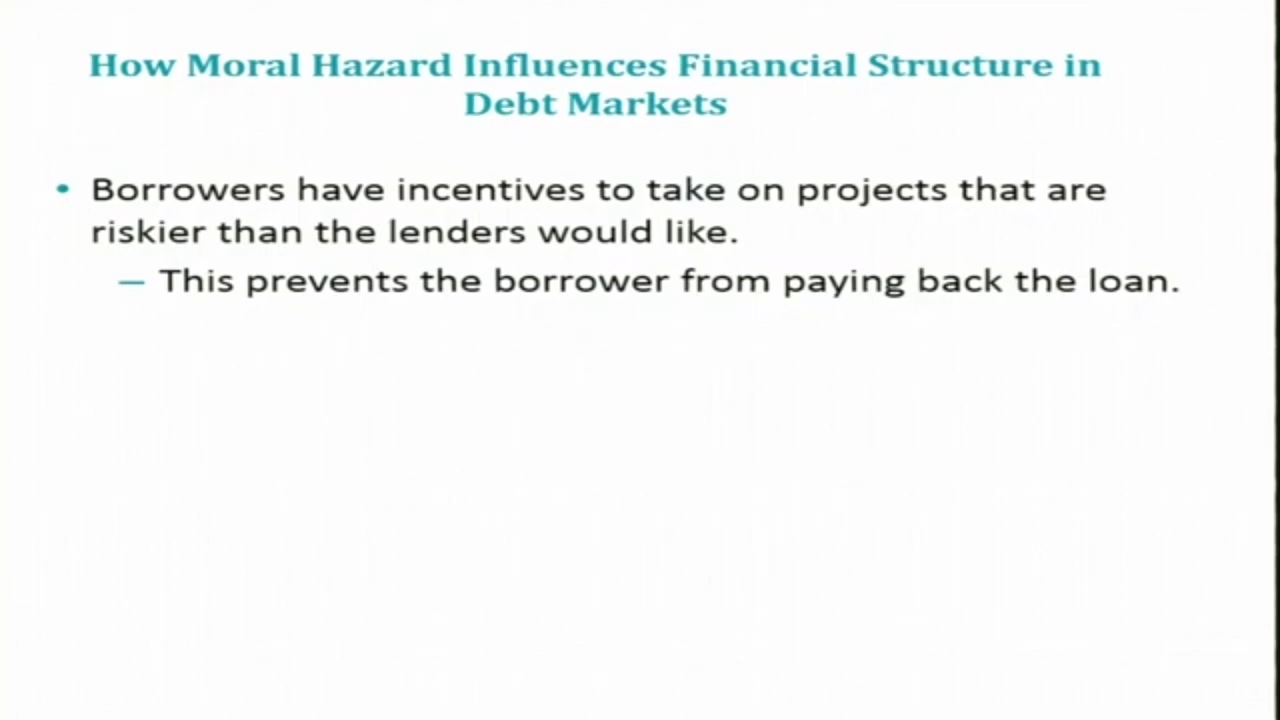 How Moral Hazard Influences Financial Structure in
Debt Markets
• Borrowers have incentives to take on projects that are
riskier than the lenders would like.
– This prevents the borrower from paying back the loan.